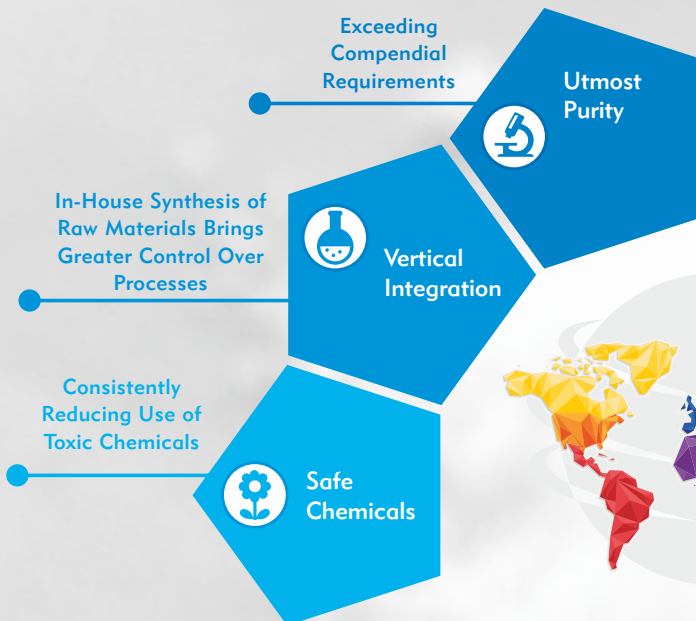 Exceeding
Compendial
Requirements
Utmost
Purity
In-House Synthesis of
Raw Materials Brings
Greater Control Over
Processes
Vertical
Integration
Consistently
Reducing Use of
Toxic Chemicals
Safe
Chemicals